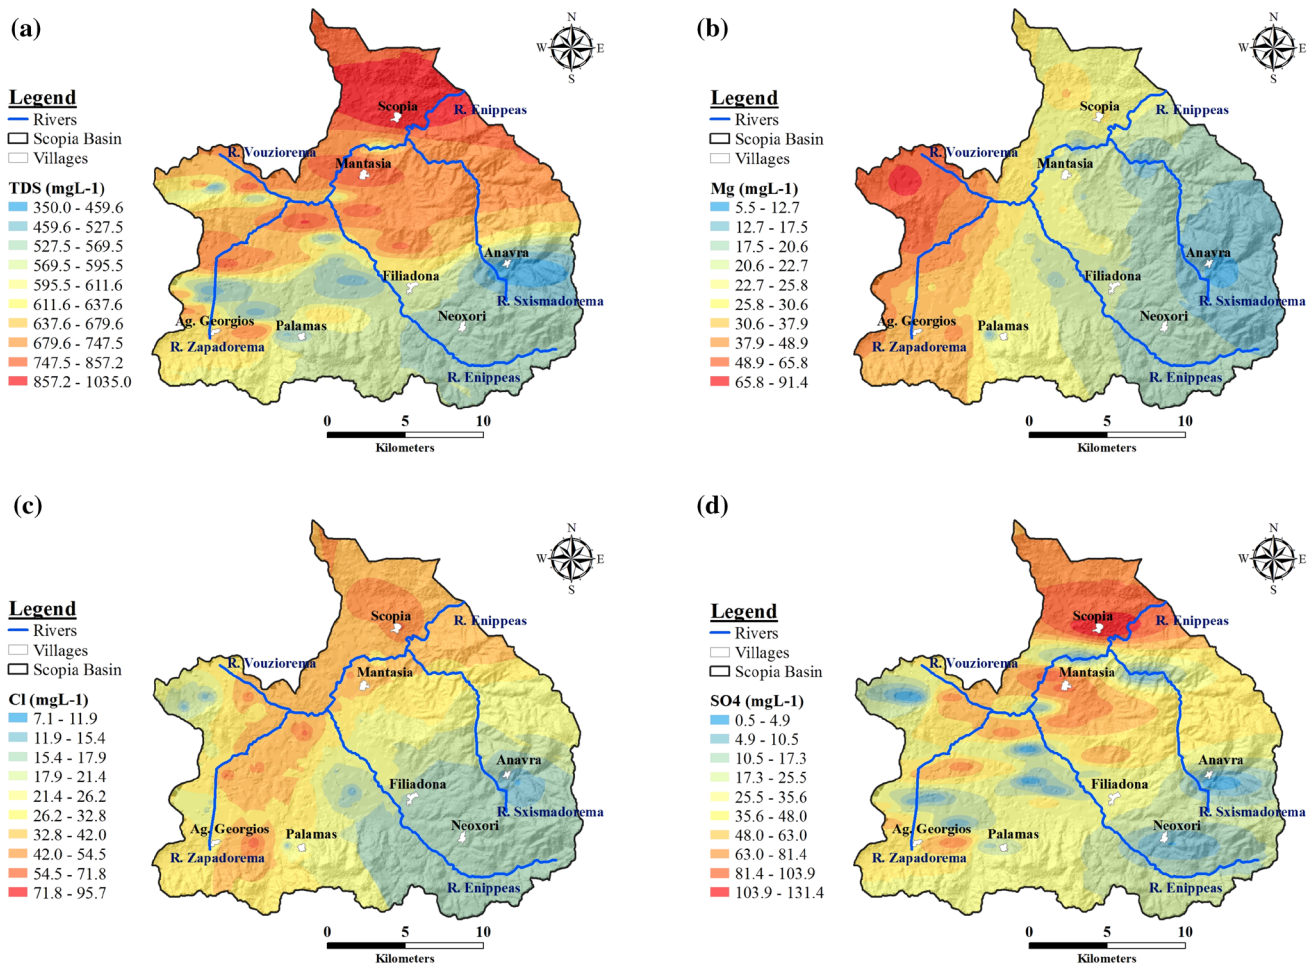 (a)
N
W E
S
Legend
Rivers
Scopia Basin
Villages
TDS (mgL-1)
350.0 - 459.6
459.6 - 527.5
527.5 - 569.5
569.5 - 595.5
595.5 - 611.6
611.6 - 637.6
637.6 - 679.6
679.6 - 747.5
747.5 - 857.2
857.2 - 1035.0
Scopia
R. Enippeas
R. Vouziorema
Mantasia
Anavra
Filiadona
R. Sxismadorema
Neoxori
Ag. Georgios
Palamas
R. Zapadorema
R. Enippeas
0 5 10
Kilometers
(b)
N
W E
S
Legend
Rivers
Scopia Basin
Villages
Mg (mgL-1)
5.5 - 12.7
12.7 - 17.5
17.5 - 20.6
20.6 - 22.7
22.7 - 25.8
25.8 - 30.6
30.6 - 37.9
37.9 - 48.9
48.9 - 65.8
65.8 - 91.4
Scopia
R. Enippeas
R. Vouziorema
Mantasia
Anavra
Filiadona
R. Sxismadorema
Neoxori
Ag. Georgios
Palamas
R. Zapadorema
R. Enippeas
0 5 10
Kilometers
(c)
N
W E
S
Legend
Rivers
Villages
Scopia Basin
Cl (mgL-1)
7.1 - 11.9
11.9 - 15.4
15.4 - 17.9
17.9 - 21.4
21.4 - 26.2
26.2 - 32.8
32.8 - 42.0
42.0 - 54.5
54.5 - 71.8
71.8 - 95.7
Scopia
R. Enippeas
R. Vouziorema
Mantasia
Anavra
Filiadona
R. Sxismadorema
Neoxori
Ag. Georgios
Palamas
R. Zapadorema
R. Enippeas
0 5 10
Kilometers
(d)
N
W E
S
Legend
Rivers
Villages
Scopia Basin
SO4 (mgL-1)
0.5 - 4.9
4.9 - 10.5
10.5 - 17.3
17.3 - 25.5
25.5 - 35.6
35.6 - 48.0
48.0 - 63.0
63.0 - 81.4
81.4 - 103.9
103.9 - 131.4
Scopia
R. Enippeas
R. Vouziorema
Mantasia
Anavra
Filiadona
R. Sxismadorema
Neoxori
Ag. Georgios
Palamas
R. Zapadorema
R. Enippeas
0 5 10
Kilometers